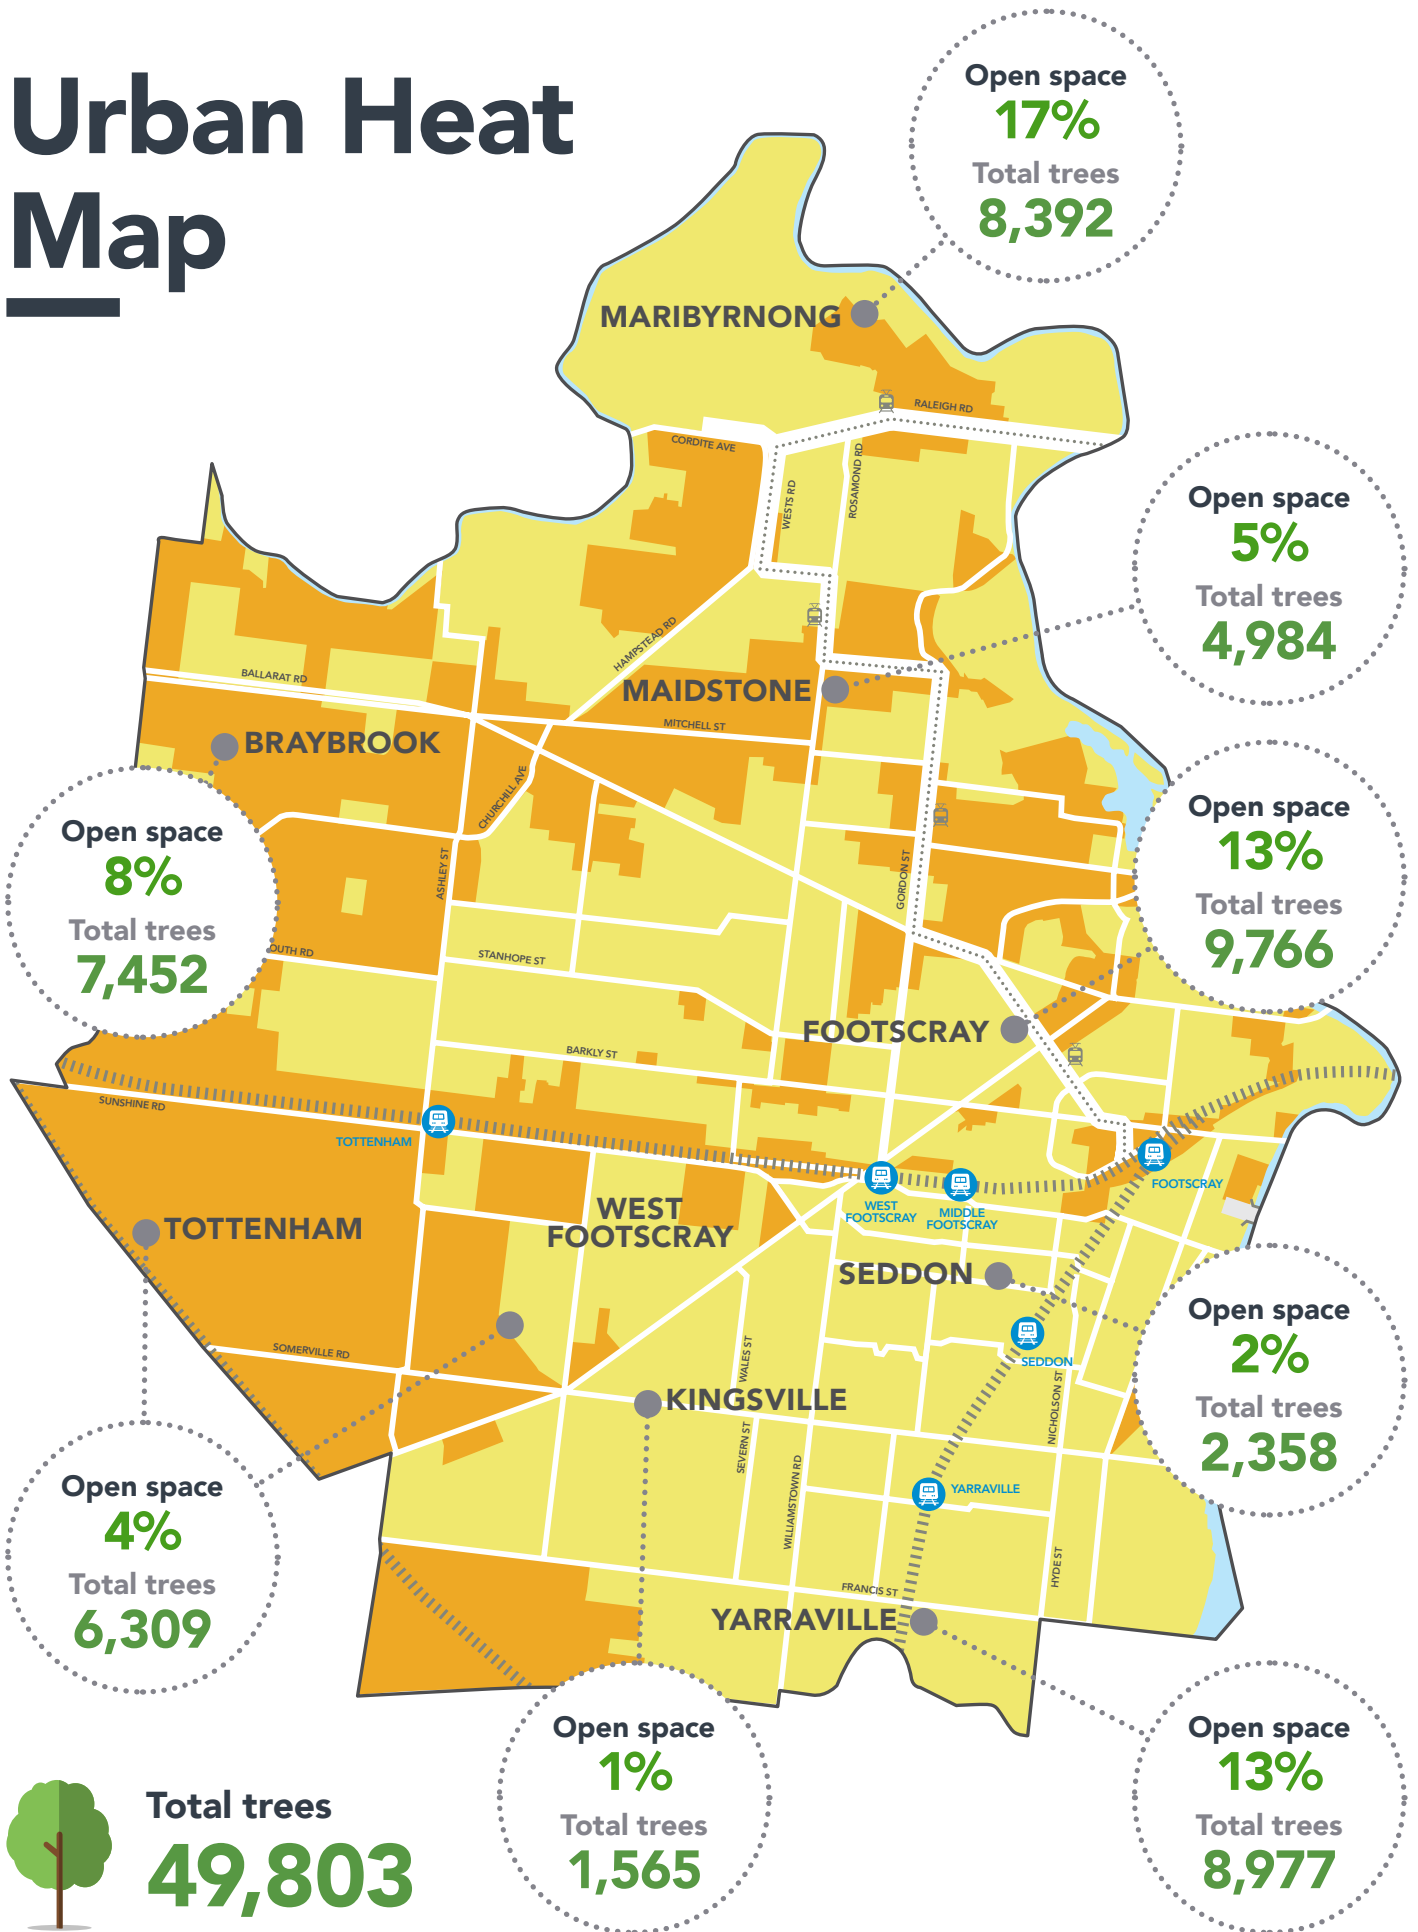 Urban Heat
Map
Open space
17%
Total trees
8,392
MARIBYRNONG
RALEIGH RD
CORDITE AVE
WESTS RD
ROSAMOND RD
Open space
5%
Total trees
4,984
HAMPSTEAD RD
BALLARAT RD
MAIDSTONE
MITCHELL ST
BRAYBROOK
CHURCHILL AVE
Open space
8%
Total trees
7,452
ASHLEY ST
GORDON ST
Open space
13%
Total trees
9,766
OUTH RD
STANHOPE ST
FOOTSCRAY
BARKLY ST
SUNSHINE RD
TOTTENHAM
FOOTSCRAY
WEST
FOOTSCRAY
MIDDLE
FOOTSCRAY
WEST
FOOTSCRAY
TOTTENHAM
SEDDON
Open space
2%
Total trees
2,358
SOMERVILLE RD
WALES ST
SEDDON
NICHOLSON ST
KINGSVILLE
SEVERN ST
WILLIAMSTOWN RD
YARRAVILLE
Open space
4%
Total trees
6,309
HYDE ST
FRANCIS ST
YARRAVILLE
Open space
1%
Total trees
1,565
Open space
13%
Total trees
8,977
Total trees
49,803